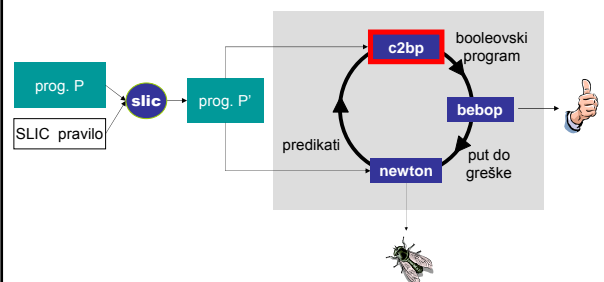 c2bp
booleovski
program
prog. P
slic
prog. P'
bebop
SLIC pravilo
predikati
put do
greške
newton